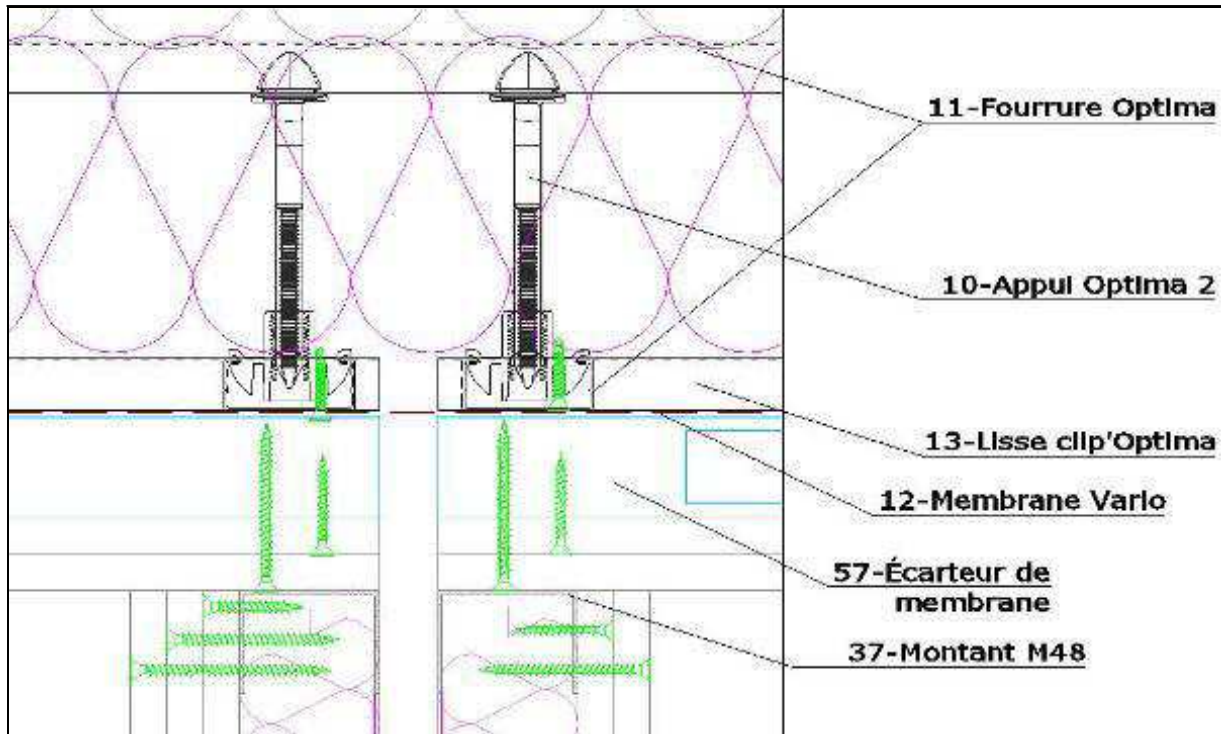 11-Fourrure Optima
10-Appui Optima 2
13-Lisse clip'Optima
12-Membrane Vario
57-Écarteur de
membrane
37-Montant M48